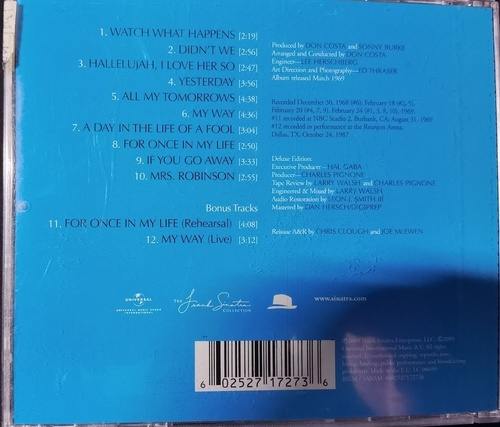 1. WATCH WHAT HAPPENS [2:19]
2. DIDN'T WE [2:56]
3. HALLELUJAH, I LOVE HER SO [2:47]
4. YESTERDAY [3:56]
5. ALL MY TOMORROWS [4:38]
6. MY WAY [4:36]
7. A DAY IN THE LIFE OF A FOOL [3:04]
8. FOR ONCE IN MY LIFE [2:50]
9. IF YOU GO AWAY [3:33]
10. MRS. ROBINSON [2:55]
Bonus Tracks
11. FOR ONCE IN MY LIFE (Rehearsal) [4:08]
12. MY WAY (Live) [3:12]
Produced by DON COSTA and SONNY BURKE
Arranged and Conducted by DON COSTA
Engineer—LEE HERSCHBERG
Art Direction and Photography—ED THRASHER
Album released March 1969
Recorded December 30, 1968 (#6); February 18 (#2, 5),
February 20 (#4, 7, 9), February 24 (#1, 3, 8, 10), 1969
#11 recorded at NBC Studio 2, Burbank, CA; August 31, 1969
#12 recorded in performance at the Reunion Arena,
Dallas, TX, October 24, 1987
Deluxe Edition:
Executive Producer—HAL GABA
Producer—CHARLES PIGNONE
Tape Review by LARRY WALSH and CHARLES PIGNONE
Engineered & Mixed by LARRY WALSH
Audio Restoration by LEON J. SMITH III
Mastered by DAN HERSCH/DIGIPREP
Reissue A&R by CHRIS CLOUGH and JOE McEWEN
UNIVERSAL
UNIVERSAL MUSIC GROUP
INTERNATIONAL
THE Frank Sinatra
COLLECTION
www.sinatra.com
6 02527 17273 6